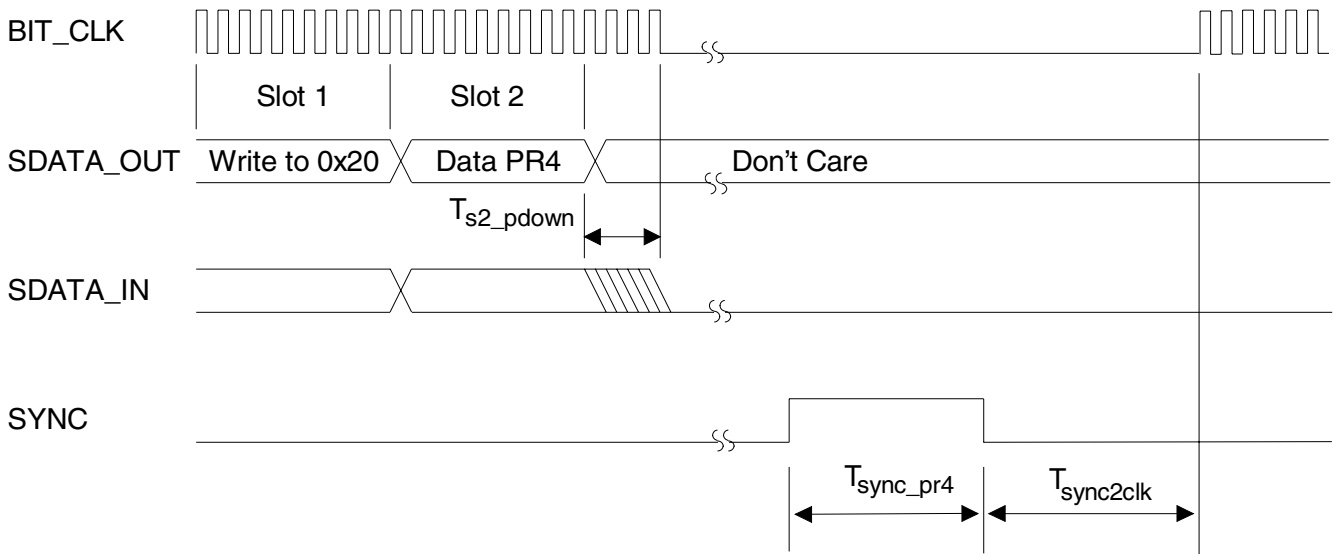 BIT_CLK
Slot 1 Slot 2
SDATA_OUT Write to 0x20 Data PR4 Don't Care
Ts2_pdown
SDATA_IN
SYNC
Tsync_pr4 Tsync2clk